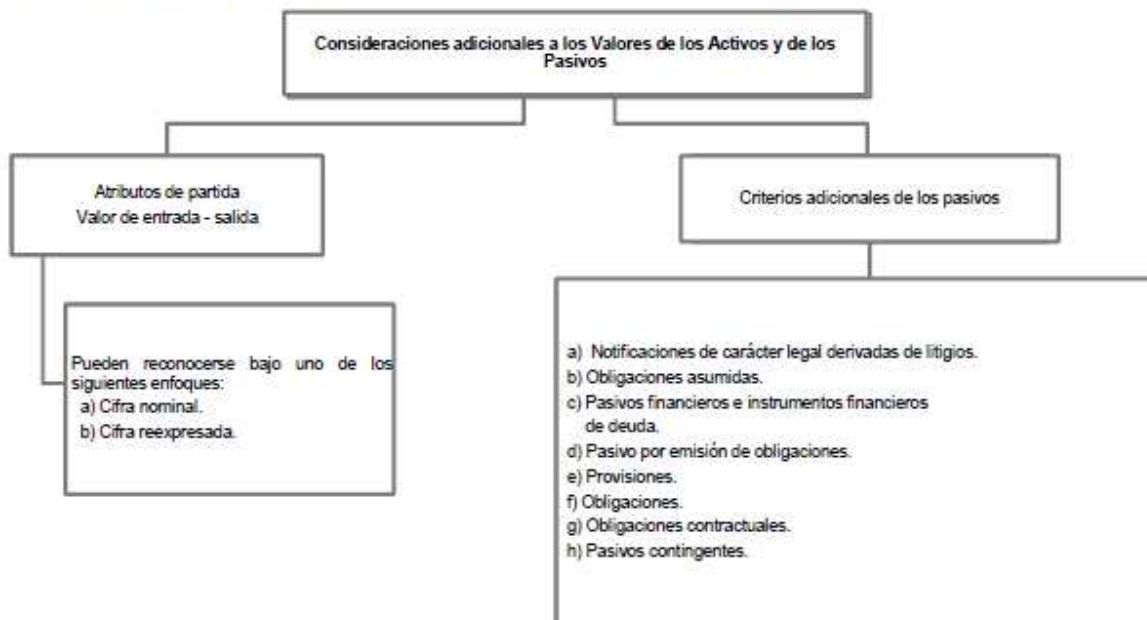 Consideraciones adicionales a los Valores de los Activos y de los
Pasivos
Atributos de partida
Valor de entrada - salida
Criterios adicionales de los pasivos
Pueden reconocerse bajo uno de los
siguientes enfoques:
a) Cifra nominal.
b) Cifra reexpresada.
a) Notificaciones de carácter legal derivadas de litigios.
b) Obligaciones asumidas.
c) Pasivos financieros e instrumentos financieros
de deuda.
d) Pasivo por emisión de obligaciones.
e) Provisiones.
f) Obligaciones.
g) Obligaciones contractuales.
h) Pasivos contingentes.